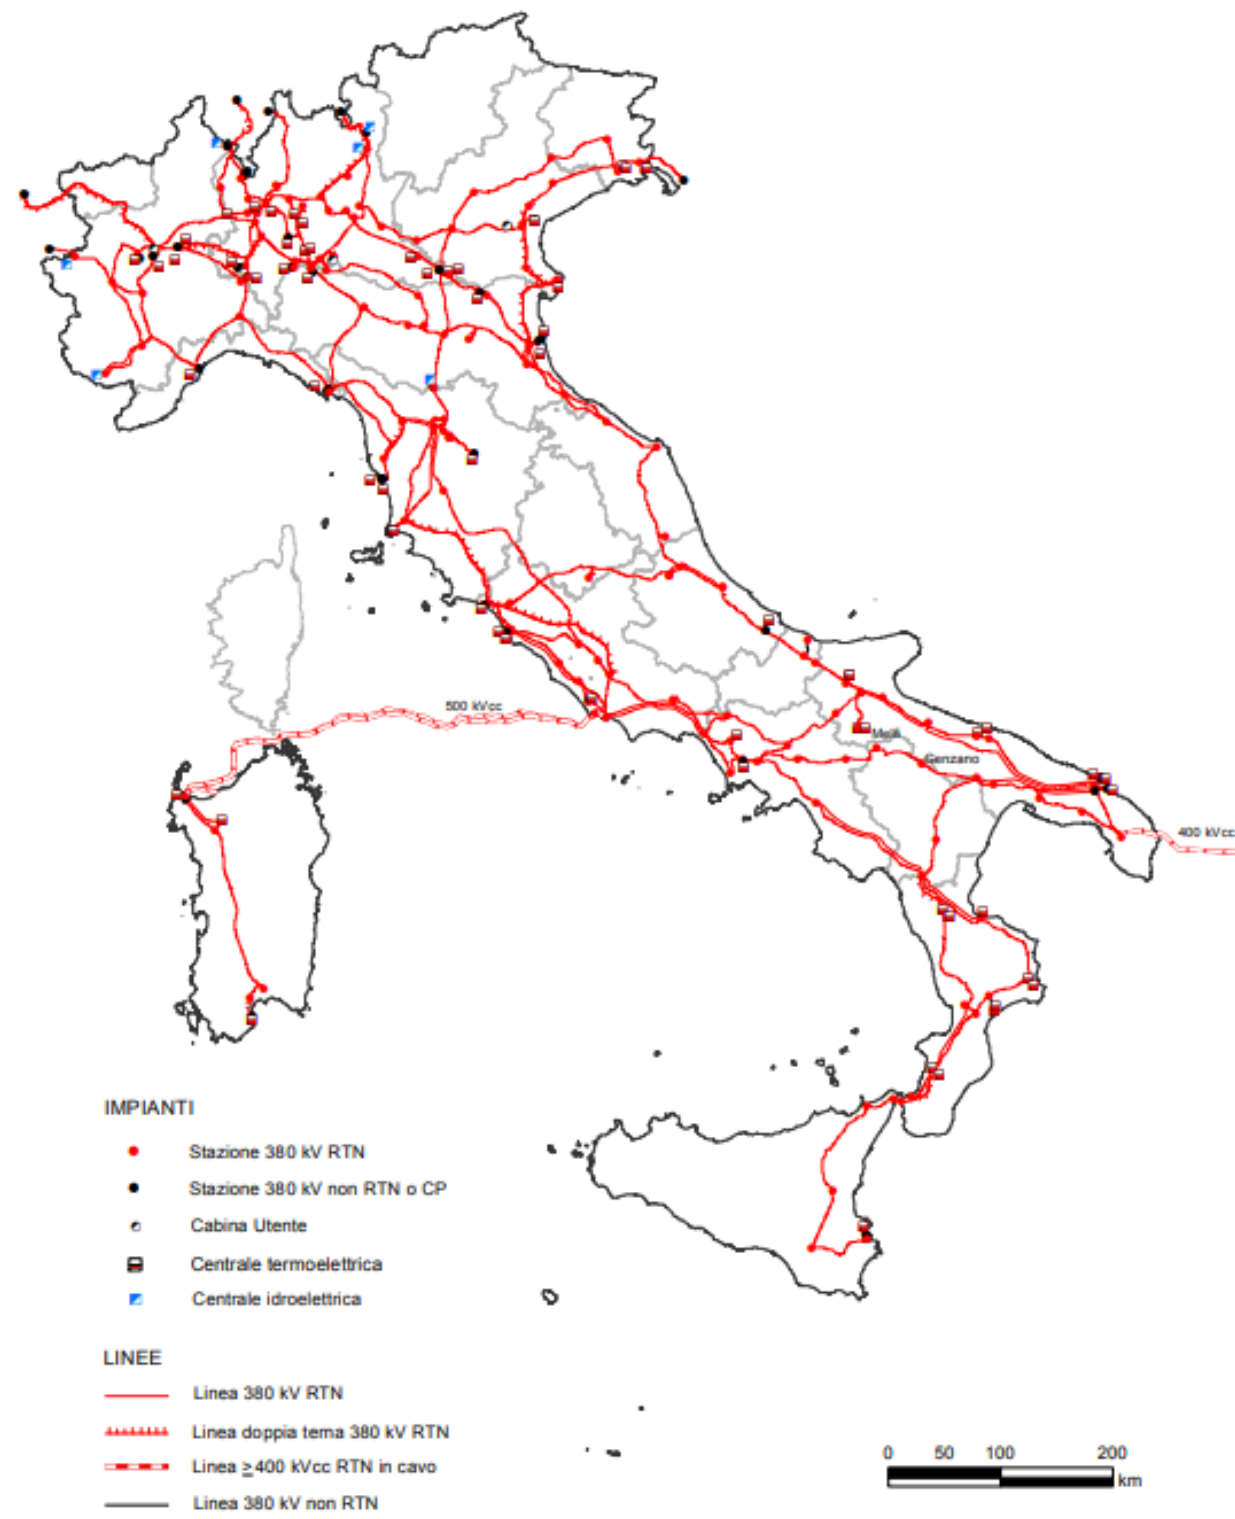 500 kVcc
Melfi
Genzano
400 kVcc
IMPIANTI
Stazione 380 kV RTN
Stazione 380 kV non RTN o CP
Cabina Utente
Centrale termoelettrica
Centrale idroelettrica
LINEE
Linea 380 kV RTN
Linea doppia terna 380 kV RTN
Linea ≥400 kVcc RTN in cavo
Linea 380 kV non RTN
0 50 100 200
km